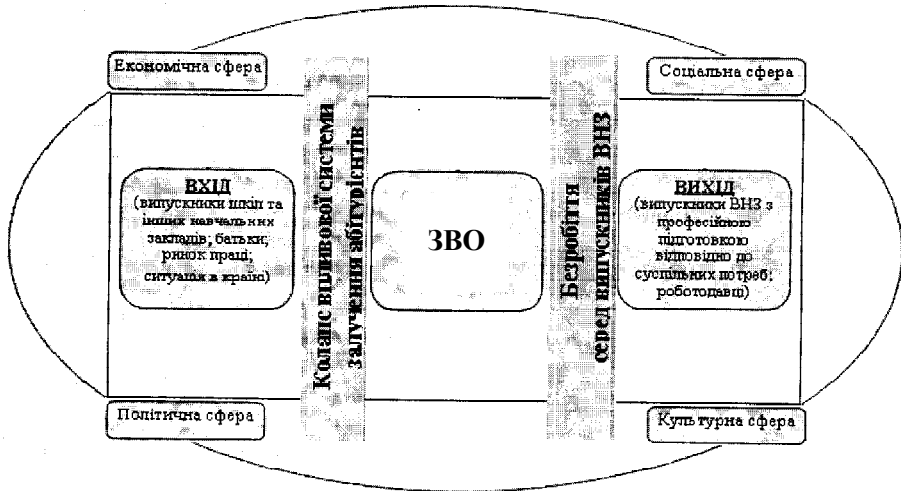 Економічна сфера
Соціальна сфера
ВХІД
(випускники шкіл та
інших навчальних
закладів; батьки;
ринок праці;
ситуація в країні)
Колапс впливової системи
залучення абітурієнтів
ЗВО
Безробіття
серед випускників ВНЗ
ВИХІД
(випускники ВНЗ з
професійною
підготовкою
відповідно до
суспільних потреб;
роботодавці)
Політична сфера
Культурна сфера